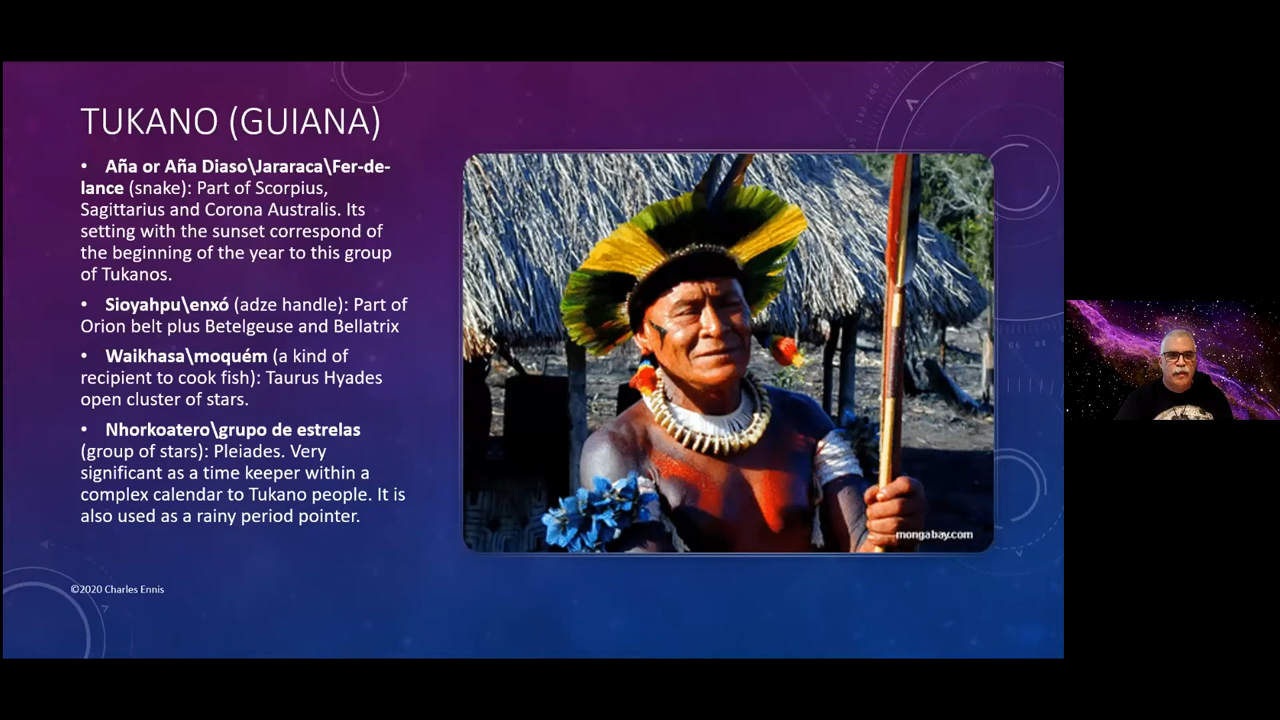 TUKANO (GUIANA)
• Aña or Aña Diaso\Jararaca\Fer-de-
lance (snake): Part of Scorpius,
Sagittarius and Corona Australis. Its
setting with the sunset correspond of
the beginning of the year to this group
of Tukanos.
• Sioyahpu\enxó (adze handle): Part of
Orion belt plus Betelgeuse and Bellatrix
• Waikhasa\moquém (a kind of
recipient to cook fish): Taurus Hyades
open cluster of stars.
• Nhorkoatero\grupo de estrelas
(group of stars): Pleiades. Very
significant as a time keeper within a
complex calendar to Tukano people. It is
also used as a rainy period pointer.
mongabay.com
©2020 Charles Ennis